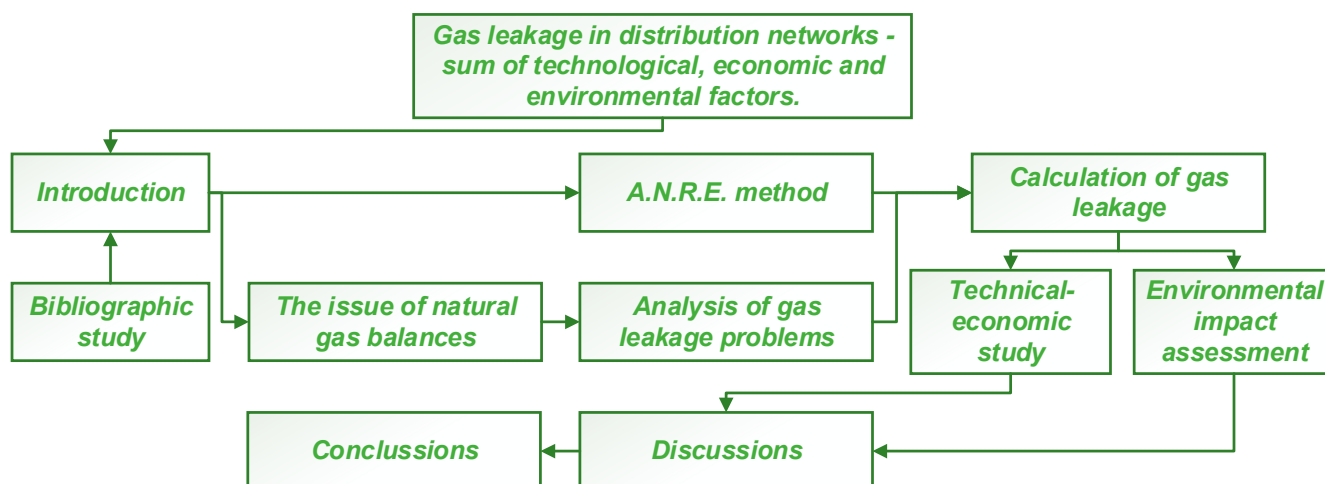 Gas leakage in distribution networks -
sum of technological, economic and
environmental factors.
Introduction
A.N.R.E. method
Calculation of gas
leakage
Bibliographic
study
The issue of natural
gas balances
Analysis of gas
leakage problems
Technical-
economic
study
Environmental
impact
assessment
Conclussions
Discussions